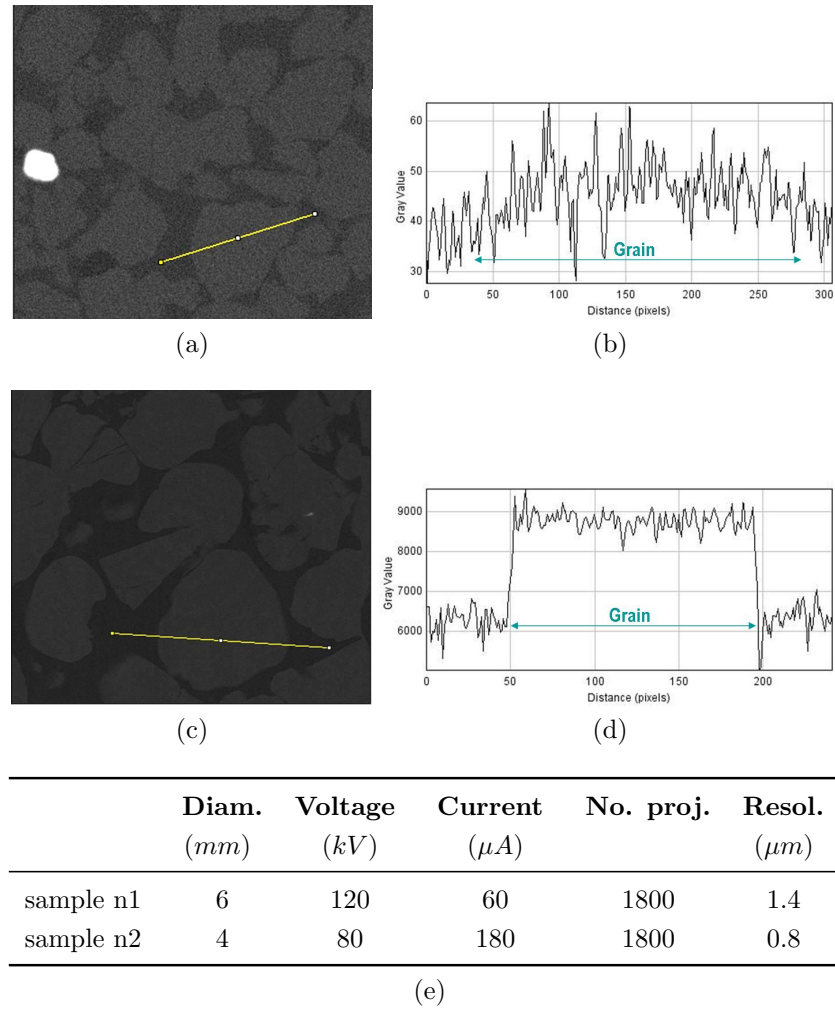 60
50
40
30
Gray Value
Grain
0 50 100 150 200 250 300
Distance (pixels)
(a) (b)
9000
8000
7000
6000
Gray Value
Grain
0 50 100 150 200
Distance (pixels)
(c) (d)
Diam. Voltage Current No. proj. Resol.
(mm) (kV) (μA) (μm)
sample n1 6 120 60 1800 1.4
sample n2 4 80 180 1800 0.8
(e)